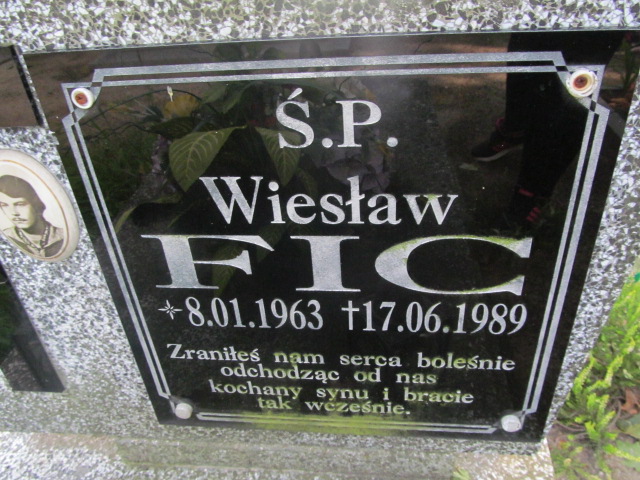 Ś.P.
Wiesław
FIC
✶8.01.1963 †17.06.1989
Zraniłeś nam serca boleśnie
odchodząc od nas
kochany synu i bracie
tak wcześnie.